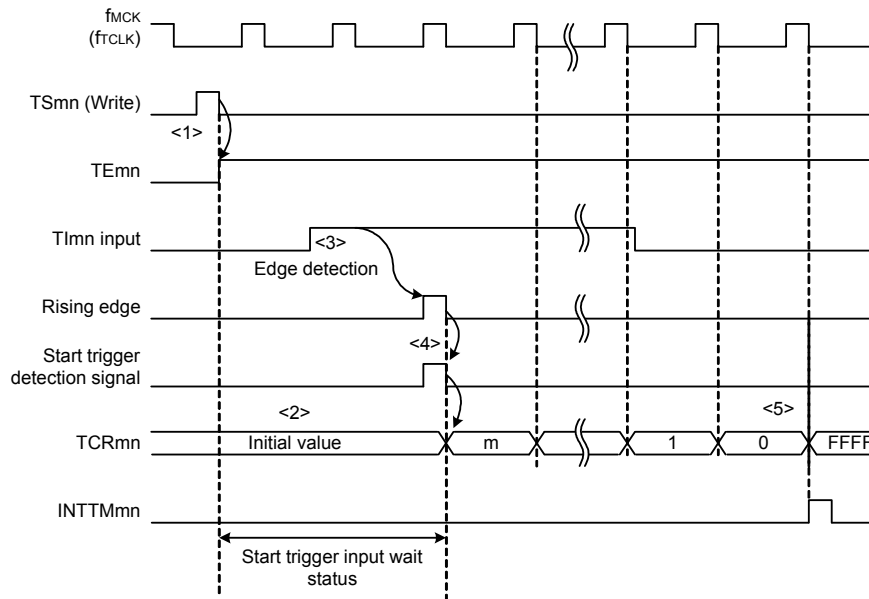 fMCK
(fTCLK)
TSmn (Write)
<1>
TEmn
TImn input
<3>
Edge detection
Rising edge
<4>
Start trigger
detection signal
<2>
<5>
TCRmn
Initial value
m
1
0
FFFF
INTTMmn
Start trigger input wait
status